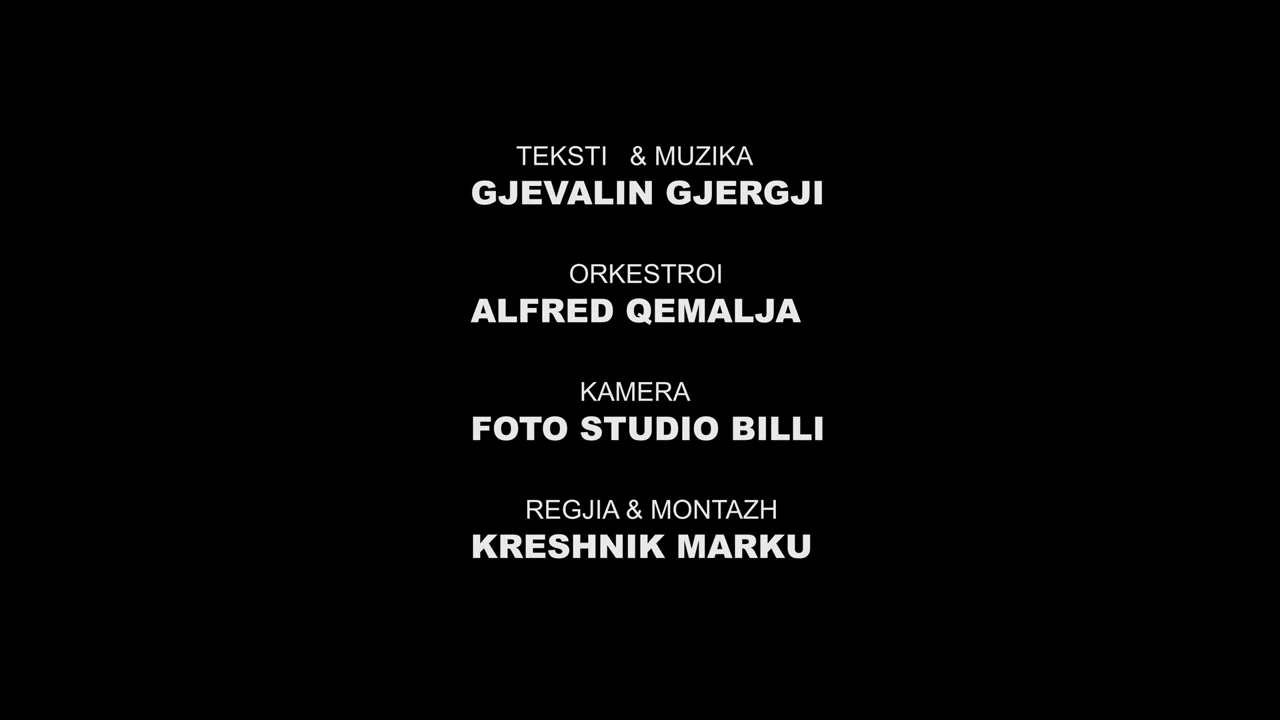 TEKSTI & MUZIKA
GJEVALIN GJERGJI
ORKESTROI
ALFRED QEMALJA
KAMERA
FOTO STUDIO BILLI
REGJIA & MONTAZH
KRESHNIK MARKU